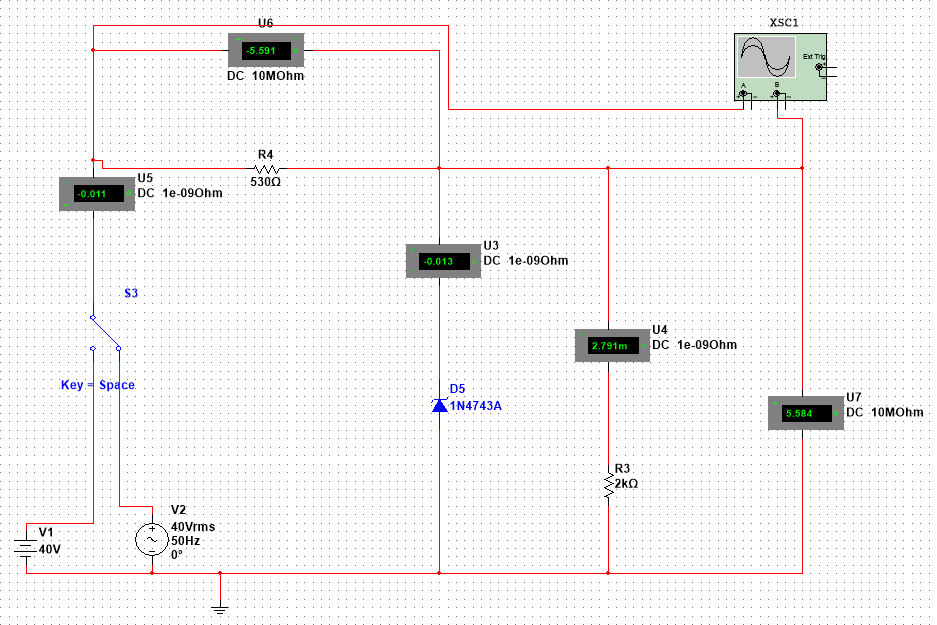 U6
-5.591
DC 10MOhm
XSC1
Ext Trig
A
B
R4
530Ω
U5
-0.011
DC 1e-09Ohm
U3
-0.013
DC 1e-09Ohm
S3
Key = Space
U4
2.791m
DC 1e-09Ohm
D5
1N4743A
U7
5.584
DC 10MOhm
R3
2kΩ
V2
40Vrms
50Hz
0°
V1
40V